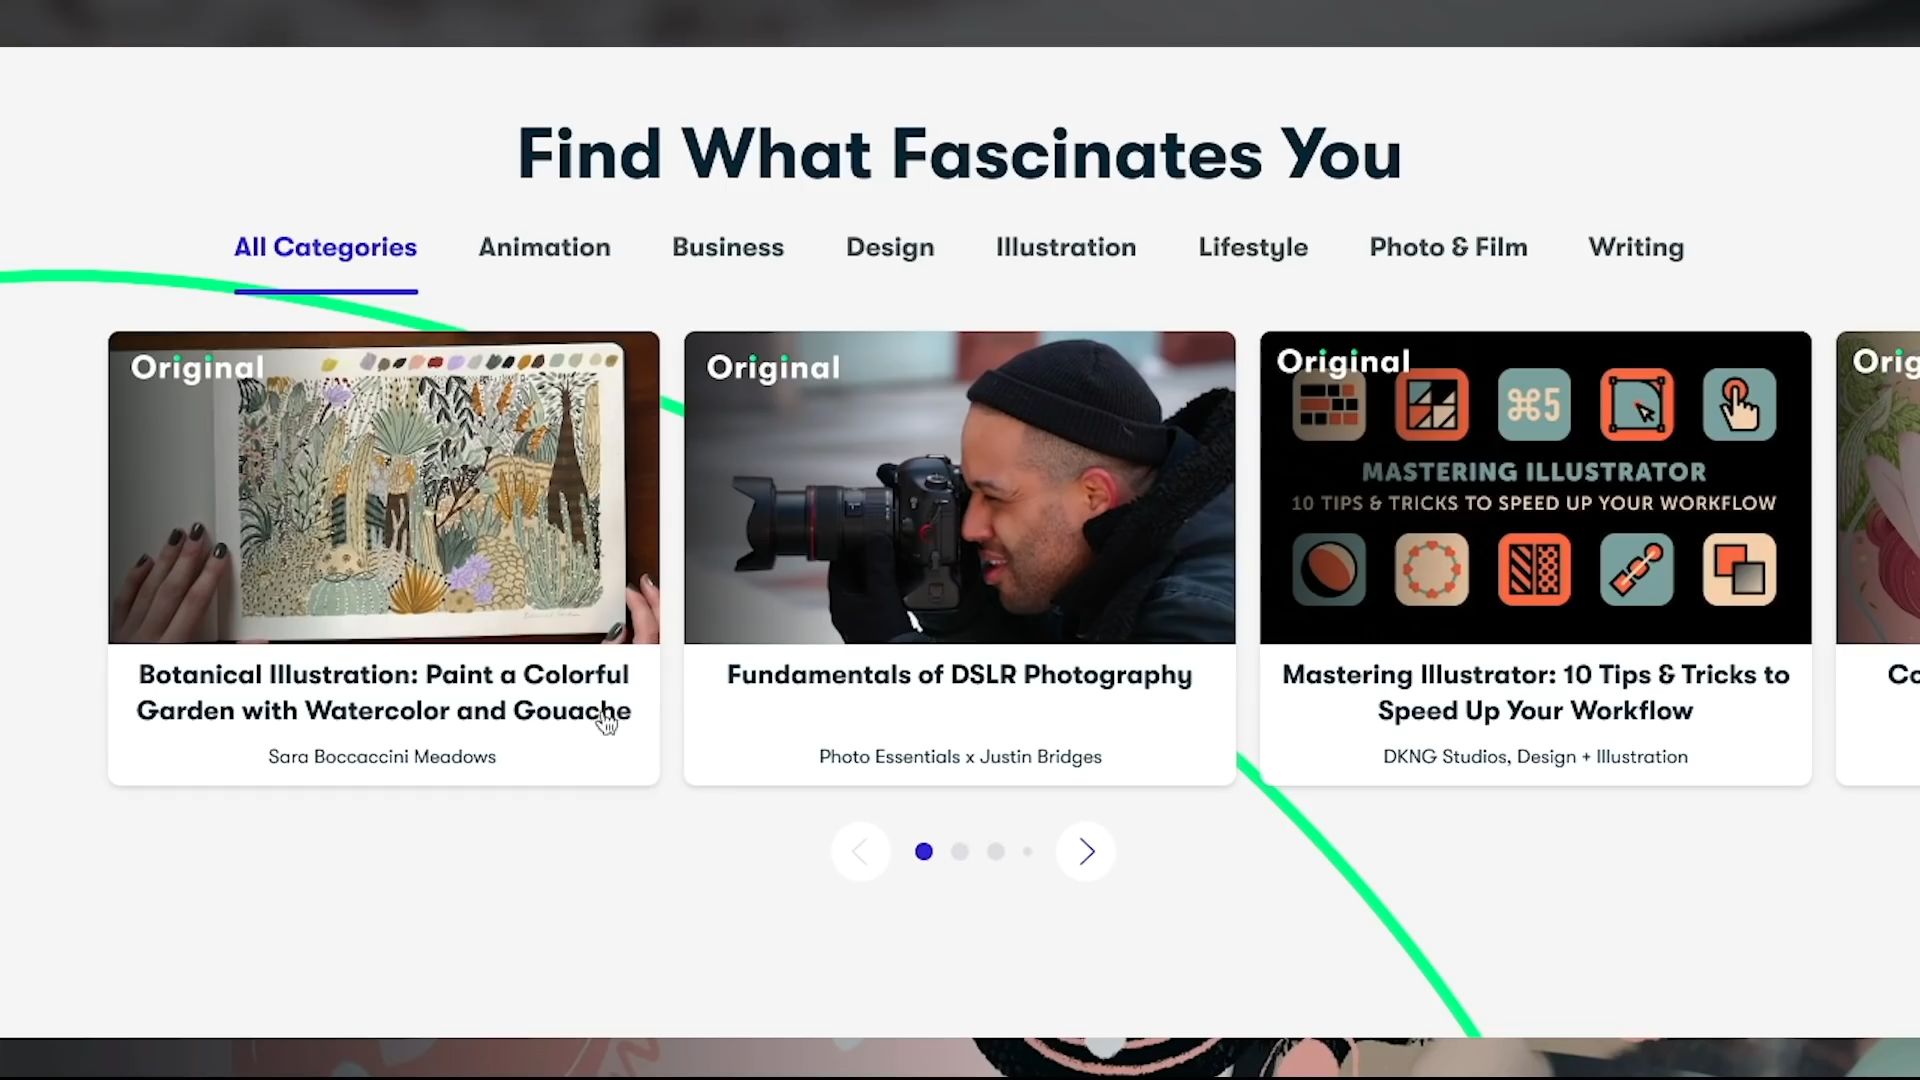 Find What Fascinates You
All Categories Animation Business Design Illustration Lifestyle Photo & Film Writing
Original
Original
Original
⌘5
MASTERING ILLUSTRATOR
10 TIPS & TRICKS TO SPEED UP YOUR WORKFLOW
Botanical Illustration: Paint a Colorful
Garden with Watercolor and Gouache
Sara Boccaccini Meadows
Fundamentals of DSLR Photography
Photo Essentials x Justin Bridges
Mastering Illustrator: 10 Tips & Tricks to
Speed Up Your Workflow
DKNG Studios, Design + Illustration